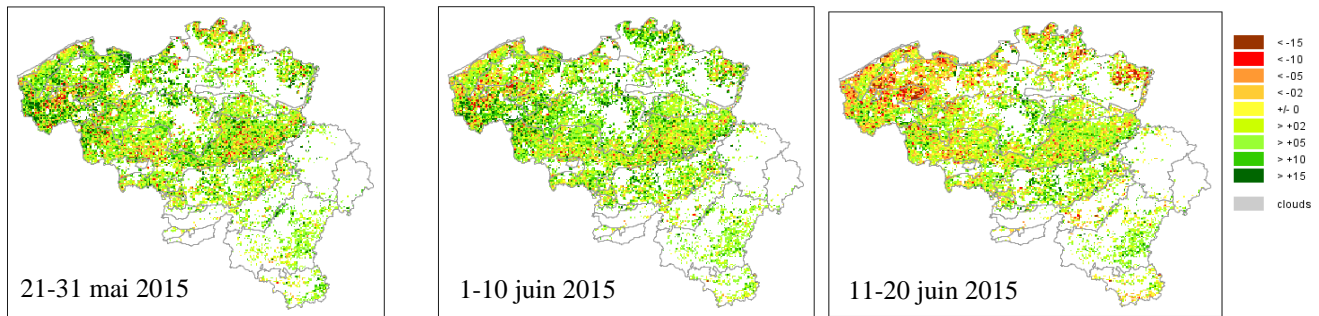 21-31 mai 2015
1-10 juin 2015
11-20 juin 2015
< -15
< -10
< -05
< -02
+/- 0
> +02
> +05
> +10
> +15
clouds